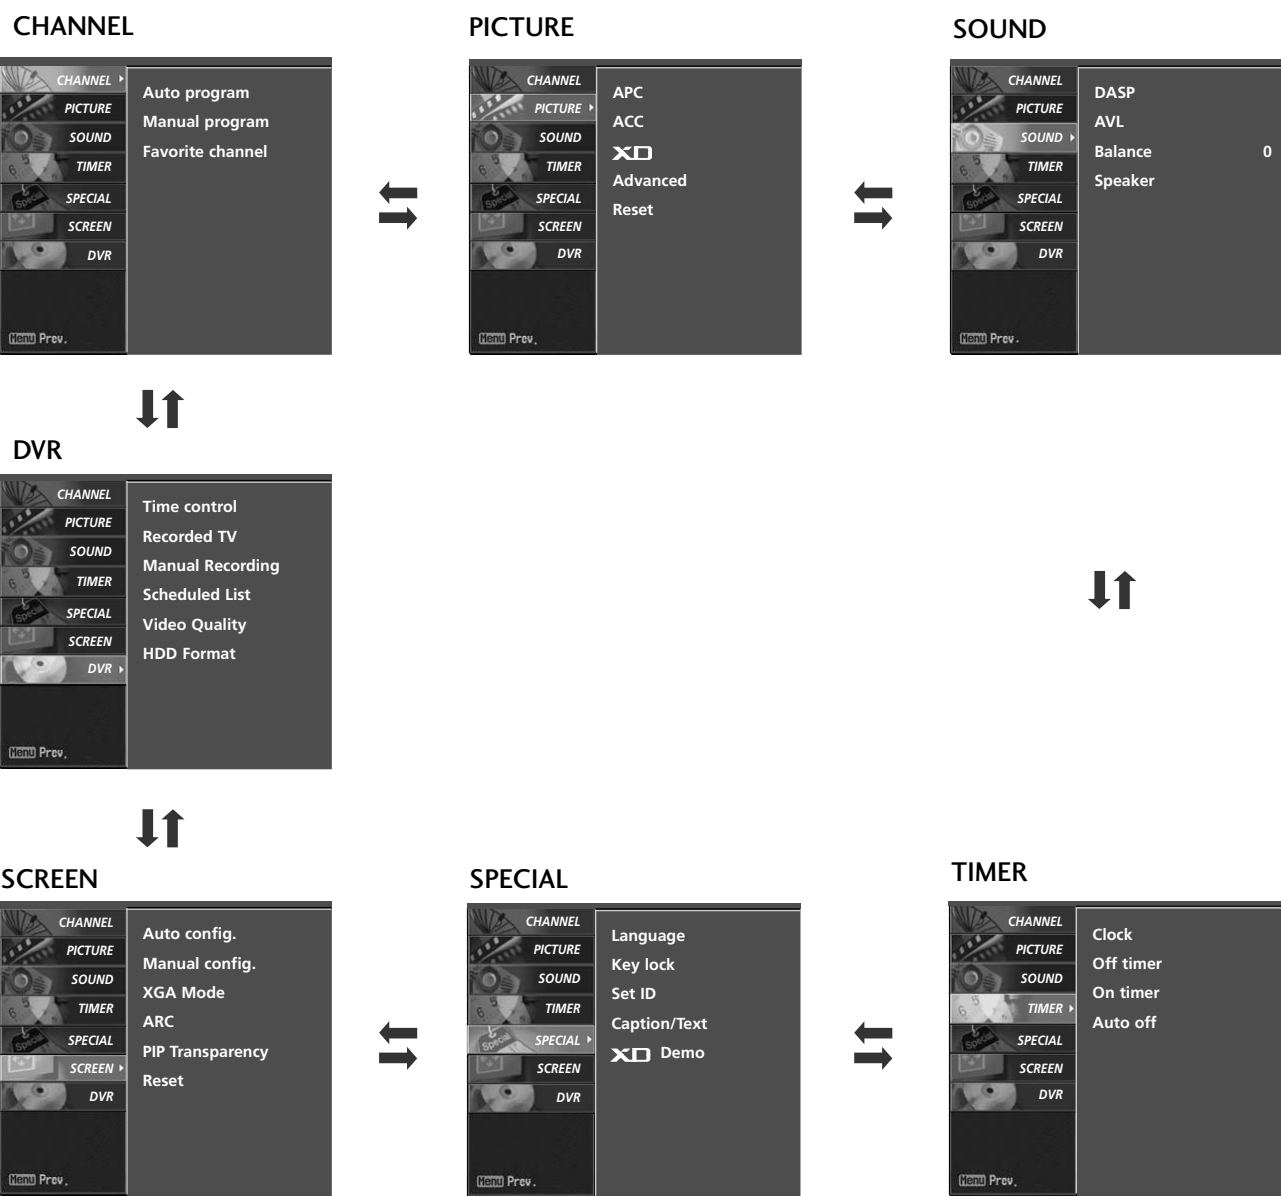 CHANNEL
CHANNEL
PICTURE
SOUND
TIMER
SPECIAL
SCREEN
DVR
Menu Prev.
Auto program
Manual program
Favorite channel
PICTURE
CHANNEL
PICTURE
SOUND
TIMER
SPECIAL
SCREEN
DVR
Menu Prev.
APC
ACC
XD
Advanced
Reset
SOUND
CHANNEL
PICTURE
SOUND
TIMER
SPECIAL
SCREEN
DVR
Menu Prev.
DASP
AVL
Balance 0
Speaker
DVR
CHANNEL
PICTURE
SOUND
TIMER
SPECIAL
SCREEN
DVR
Menu Prev.
Time control
Recorded TV
Manual Recording
Scheduled List
Video Quality
HDD Format
SCREEN
CHANNEL
PICTURE
SOUND
TIMER
SPECIAL
SCREEN
DVR
Menu Prev.
Auto config.
Manual config.
XGA Mode
ARC
PIP Transparency
Reset
SPECIAL
CHANNEL
PICTURE
SOUND
TIMER
SPECIAL
SCREEN
DVR
Menu Prev.
Language
Key lock
Set ID
Caption/Text
XD Demo
TIMER
CHANNEL
PICTURE
SOUND
TIMER
SPECIAL
SCREEN
DVR
Menu Prev.
Clock
Off timer
On timer
Auto off